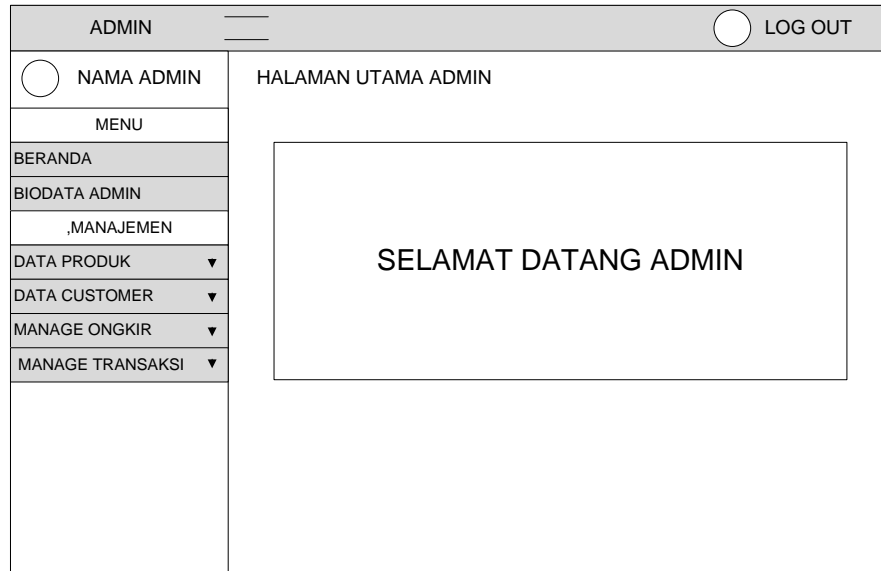 ADMIN
LOG OUT
NAMA ADMIN
HALAMAN UTAMA ADMIN
MENU
BERANDA
BIODATA ADMIN
,MANAJEMEN
DATA PRODUK
DATA CUSTOMER
MANAGE ONGKIR
MANAGE TRANSAKSI
SELAMAT DATANG ADMIN